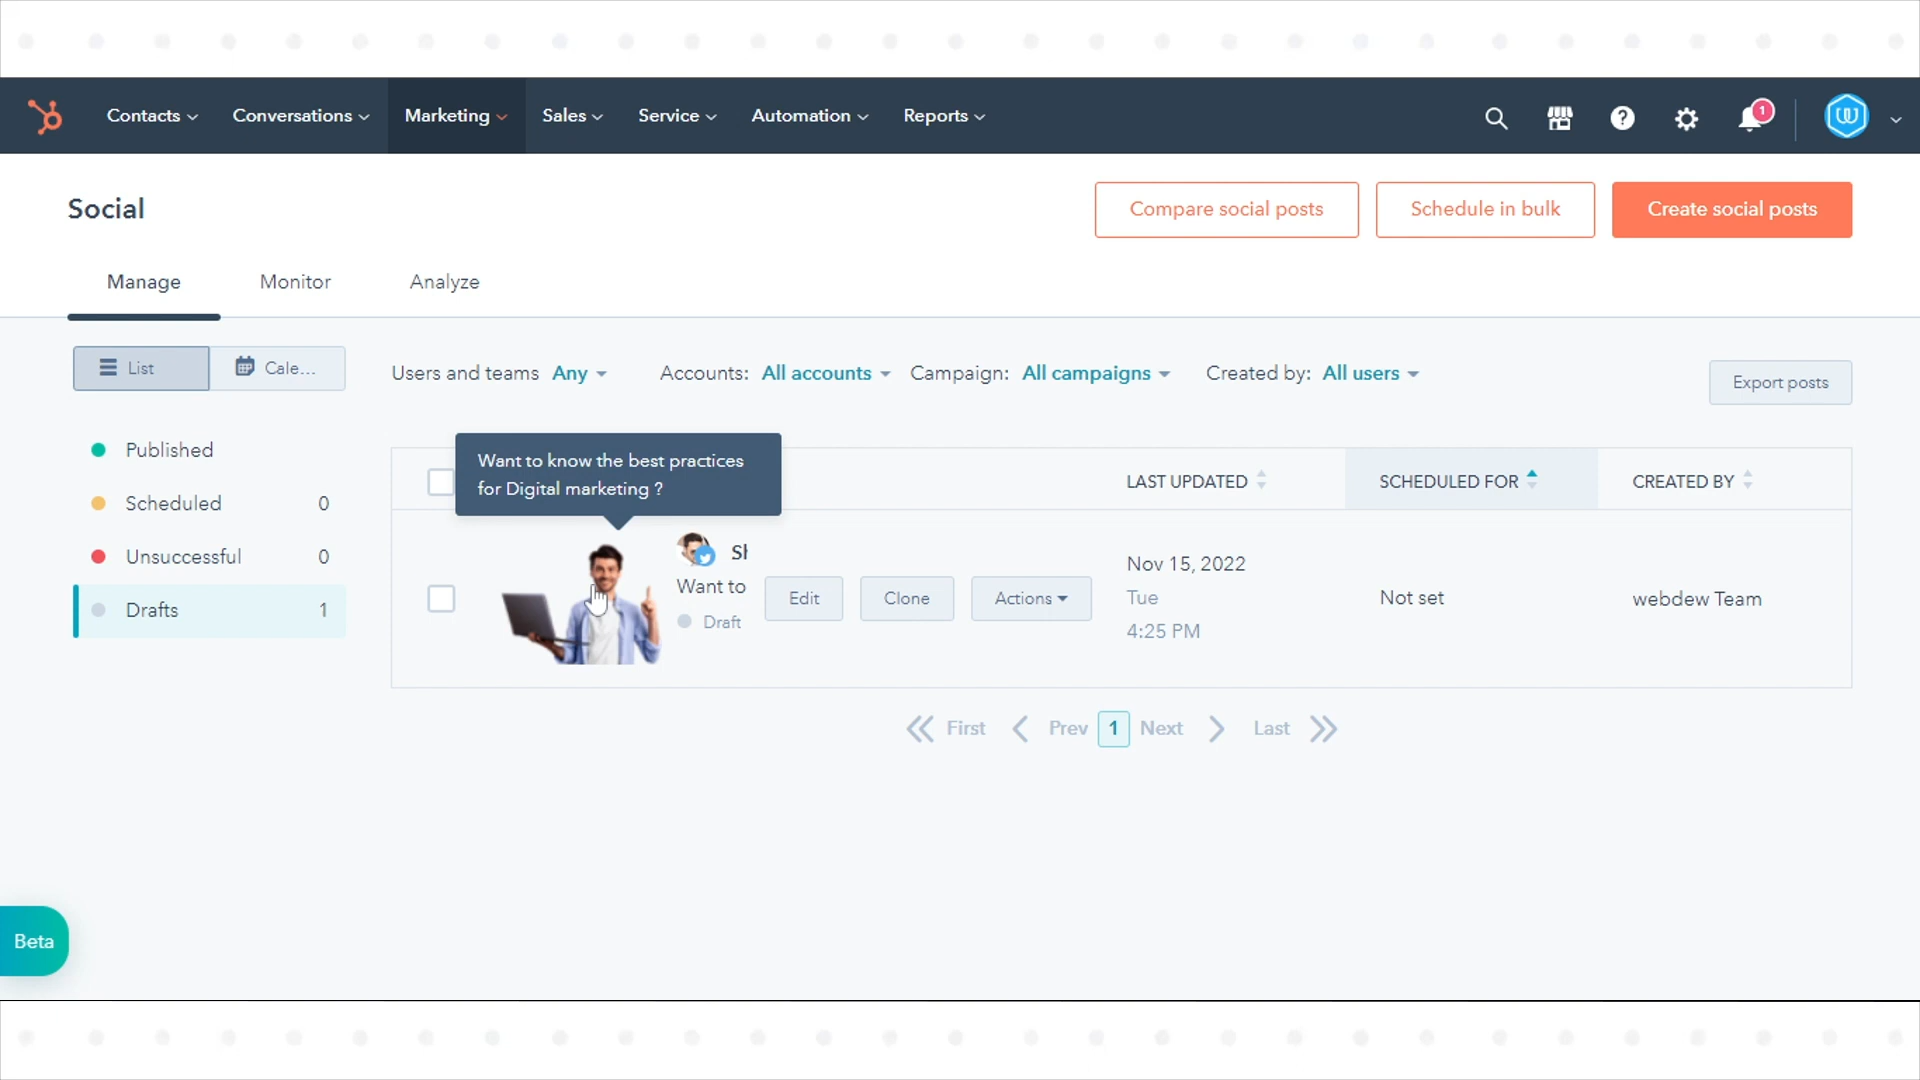 Contacts
Conversations
Marketing
Sales
Service
Automation
Reports
1
Social
Compare social posts
Schedule in bulk
Create social posts
Manage
Monitor
Analyze
List
Cale...
Users and teams Any
Accounts: All accounts
Campaign: All campaigns
Created by: All users
Export posts
Published
Scheduled 0
Unsuccessful 0
Drafts 1
Want to know the best practices
for Digital marketing ?
LAST UPDATED
SCHEDULED FOR
CREATED BY
Want to
Draft
Edit
Clone
Actions
Nov 15, 2022
Tue
4:25 PM
Not set
webdew Team
First
Prev
1
Next
Last
Beta